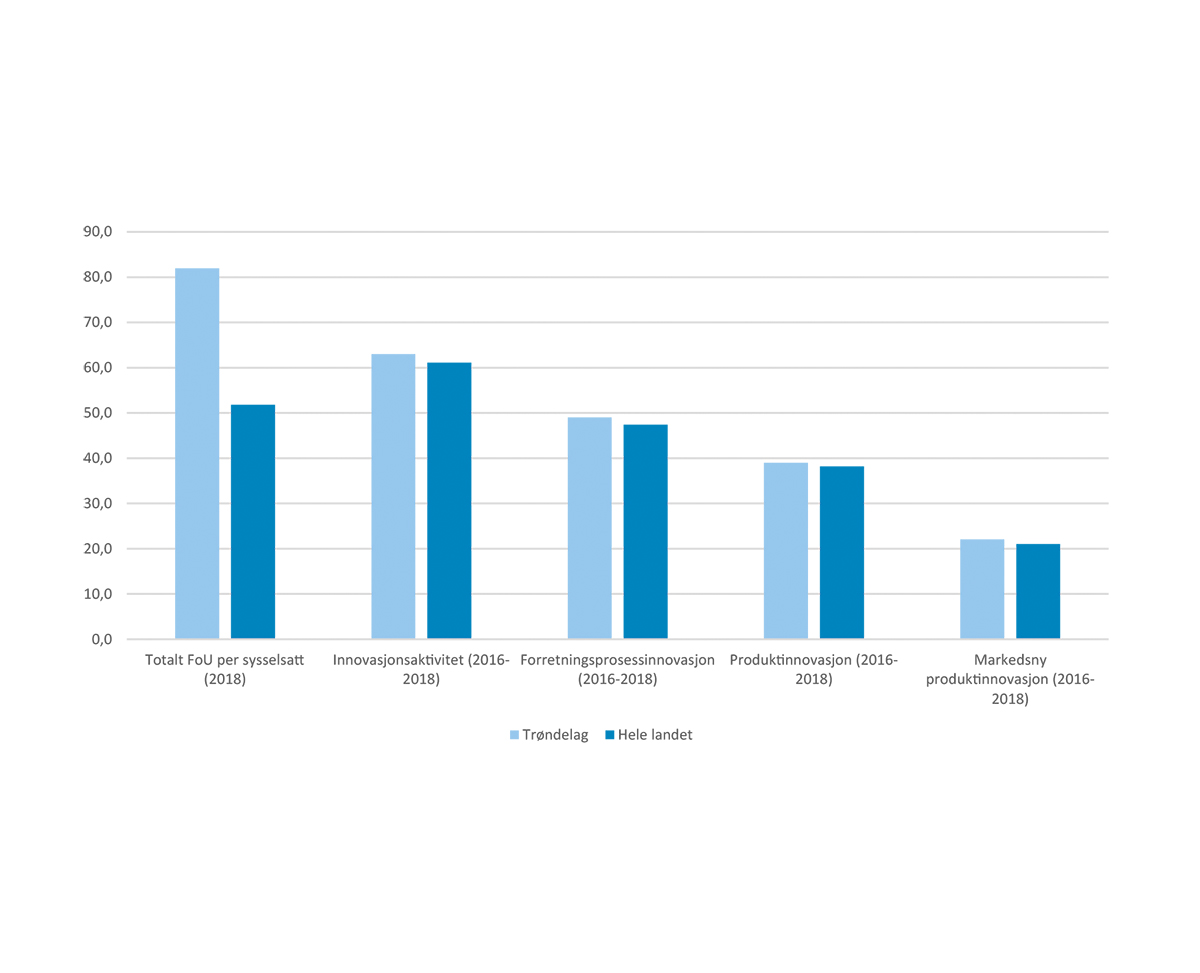 90,0
80,0
70,0
60,0
50,0
40,0
30,0
20,0
10,0
0,0
Totalt FoU per sysselsatt
(2018)
Innovasjonsaktivitet (2016-
2018)
Forretningsprosessinnovasjon
(2016-2018)
Produktinnovasjon (2016-
2018)
Markedsny
produktinnovasjon (2016-
2018)
Trøndelag
Hele landet